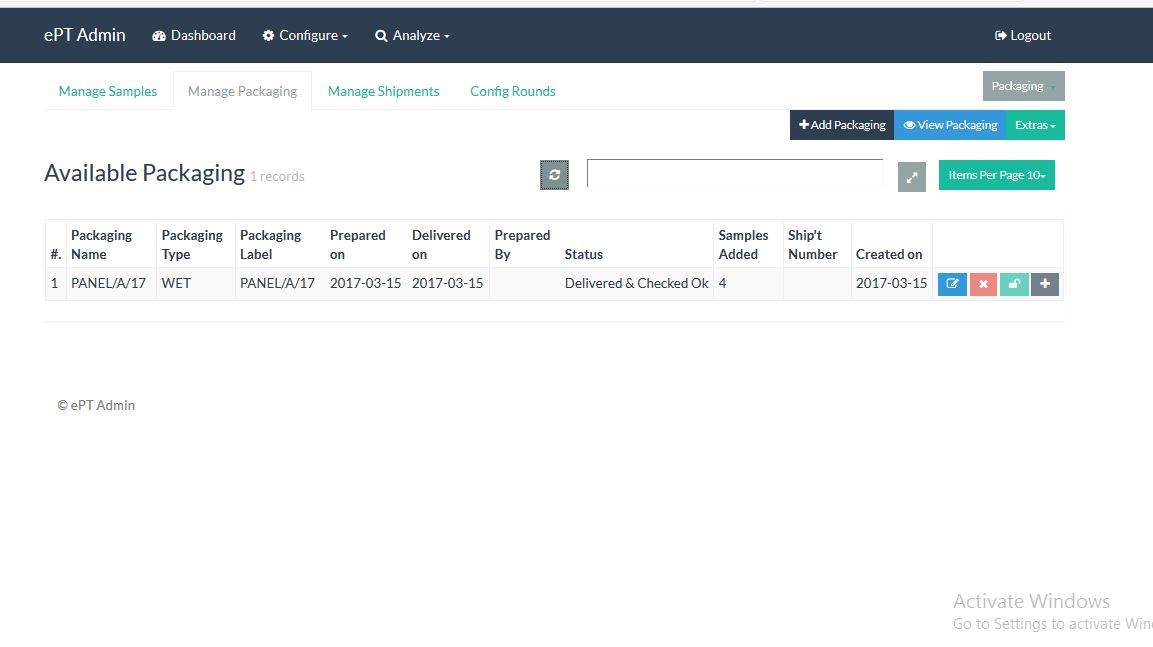 ePT Admin Dashboard Configure Analyze Logout
Manage Samples Manage Packaging Manage Shipments Config Rounds Packaging
Add Packaging View Packaging Extras
Available Packaging 1 records Items Per Page 10
#. Packaging Name Packaging Type Packaging Label Prepared on Delivered on Prepared By Status Samples Added Ship't Number Created on
1 PANEL/A/17 WET PANEL/A/17 2017-03-15 2017-03-15 Delivered & Checked Ok 4 2017-03-15
© ePT Admin
Activate Windows
Go to Settings to activate Win